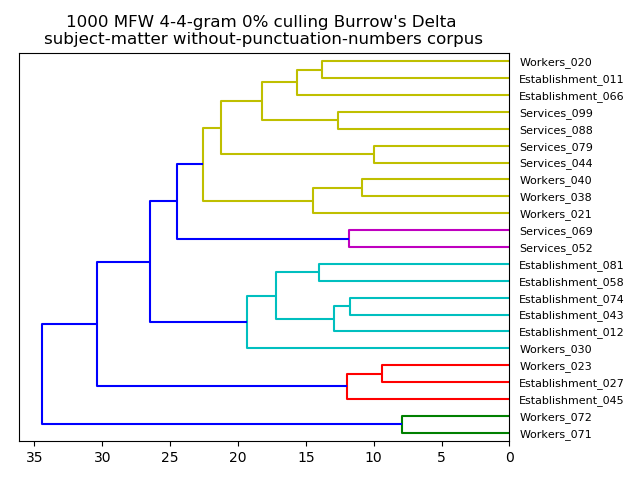 1000 MFW 4-4-gram 0% culling Burrow's Delta
subject-matter without-punctuation-numbers corpus
Workers_020
Establishment_011
Establishment_066
Services_099
Services_088
Services_079
Services_044
Workers_040
Workers_038
Workers_021
Services_069
Services_052
Establishment_081
Establishment_058
Establishment_074
Establishment_043
Establishment_012
Workers_030
Workers_023
Establishment_027
Establishment_045
Workers_072
Workers_071
35 30 25 20 15 10 5 0